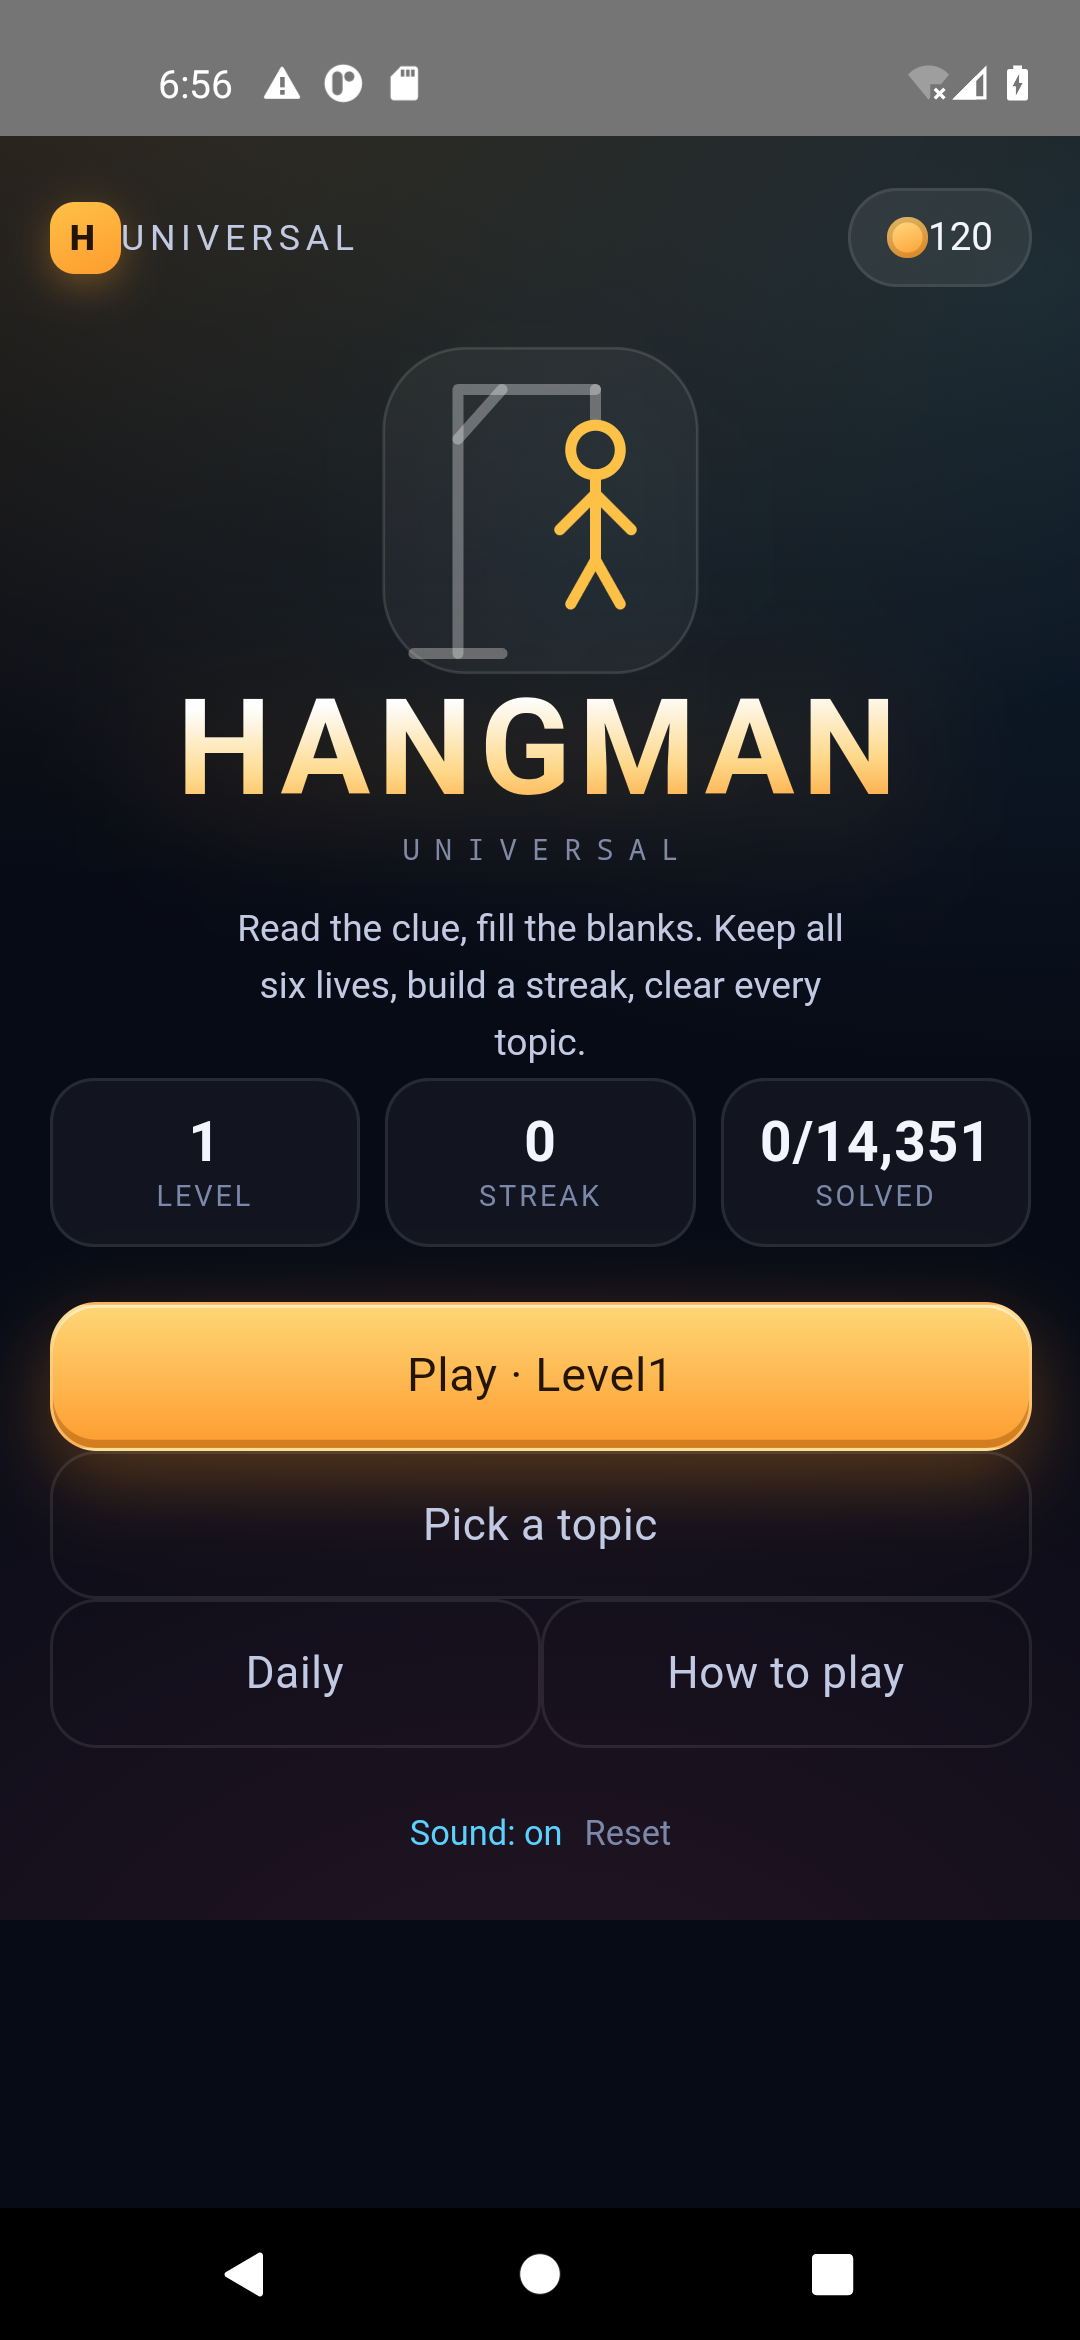 6:56
H UNIVERSAL
120
HANGMAN
UNIVERSAL
Read the clue, fill the blanks. Keep all
six lives, build a streak, clear every
topic.
1
LEVEL
0
STREAK
0/14,351
SOLVED
Play · Level1
Pick a topic
Daily
How to play
Sound: on Reset